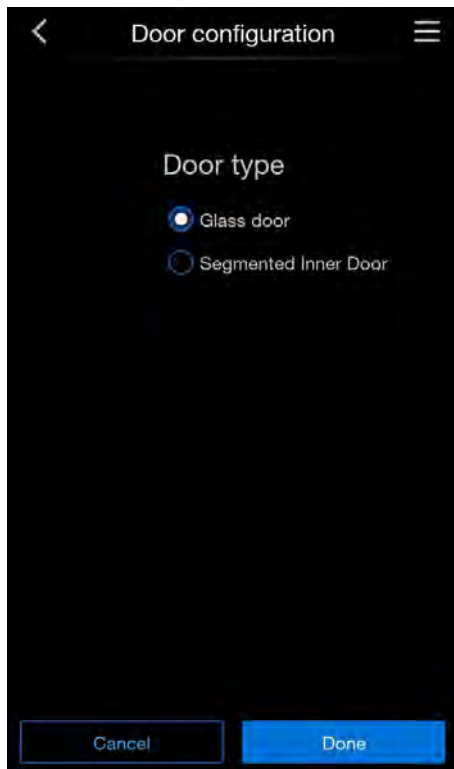 Door configuration
Door type
Glass door
Segmented Inner Door
Cancel
Done